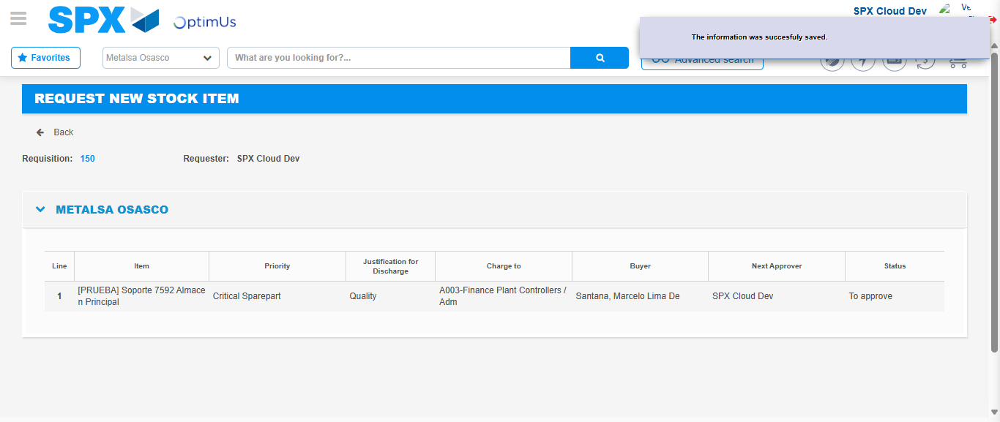 SPX
OptimUs
SPX Cloud Dev
The information was succesfuly saved.
Favorites
Metalsa Osasco
What are you looking for?...
Advanced search
REQUEST NEW STOCK ITEM
Back
Requisition: 150 Requester: SPX Cloud Dev
METALSA OSASCO
Line Item Priority Justification for Discharge Charge to Buyer Next Approver Status
1 [PRUEBA] Soporte 7592 Almacen Principal Critical Sparepart Quality A003-Finance Plant Controllers / Adm Santana, Marcelo Lima De SPX Cloud Dev To approve